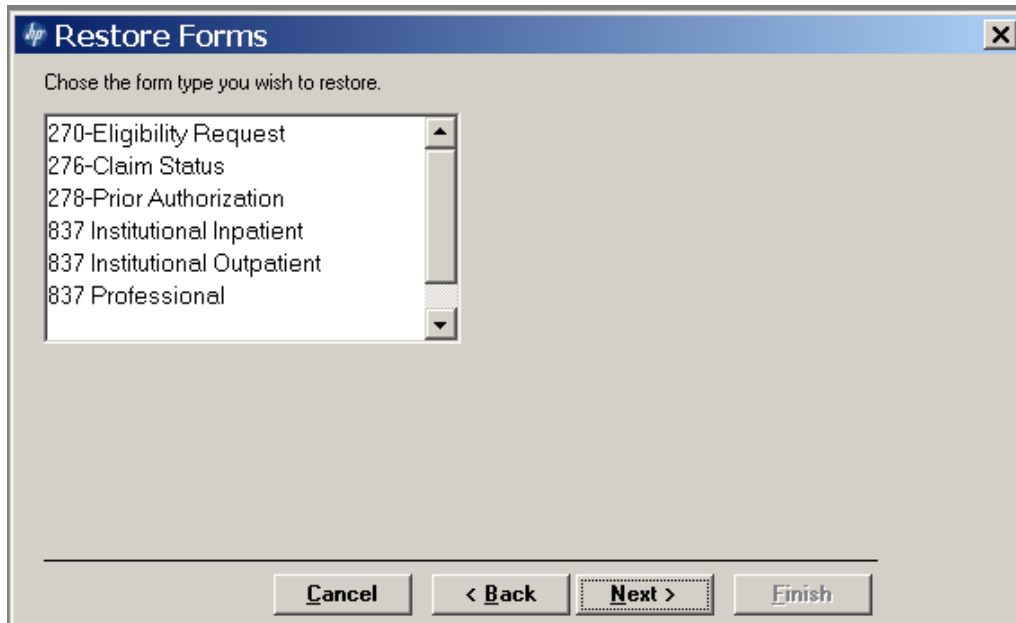 hp Restore Forms
Chose the form type you wish to restore.
270-Eligibility Request
276-Claim Status
278-Prior Authorization
837 Institutional Inpatient
837 Institutional Outpatient
837 Professional
Cancel < Back Next > Finish